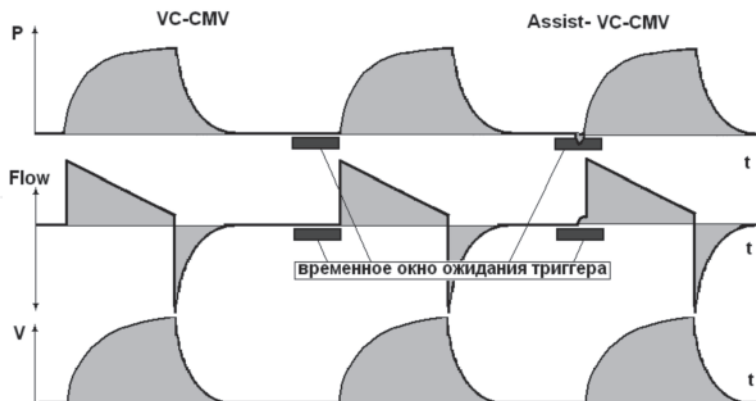 VC-CMV
Assist- VC-CMV
P
t
Flow
t
временное окно ожидания триггера
V
t